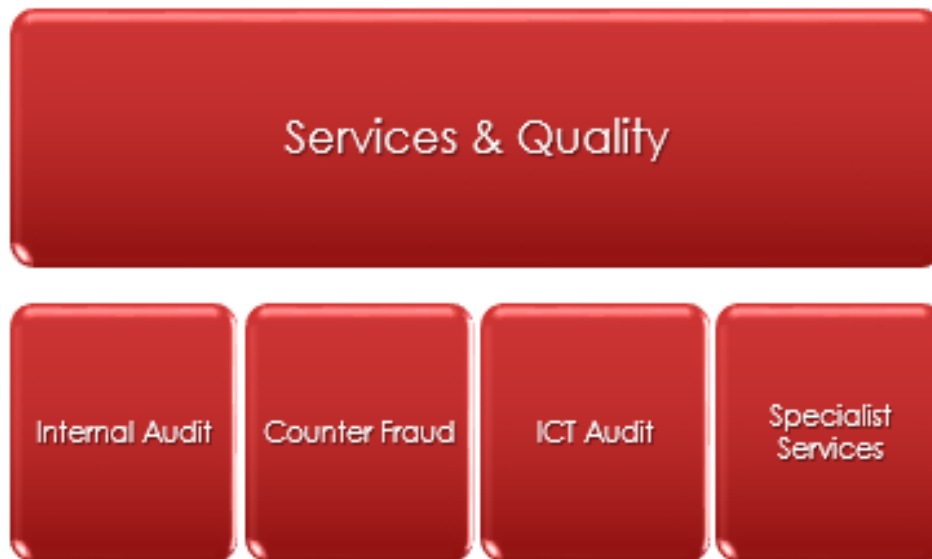 Services & Quality
Internal Audit
Counter Fraud
ICT Audit
Specialist
Services